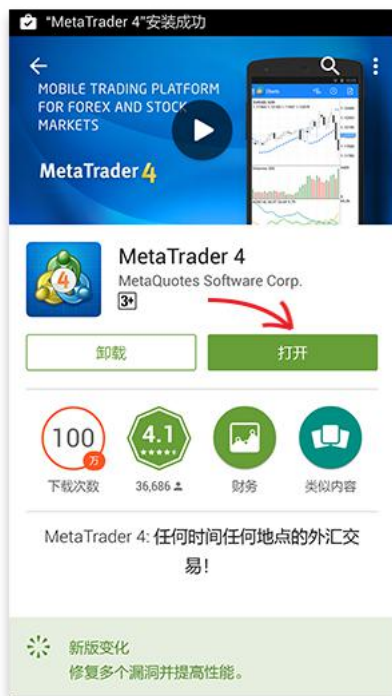 “MetaTrader 4”安装成功
MOBILE TRADING PLATFORM
FOR FOREX AND STOCK
MARKETS
MetaTrader 4
Charts
4
MetaTrader 4
MetaQuotes Software Corp.
3+
卸载
打开
100
万
4.1
下载次数
36,686
财务
类似内容
MetaTrader 4: 任何时间任何地点的外汇交
易！
新版变化
修复多个漏洞并提高性能。